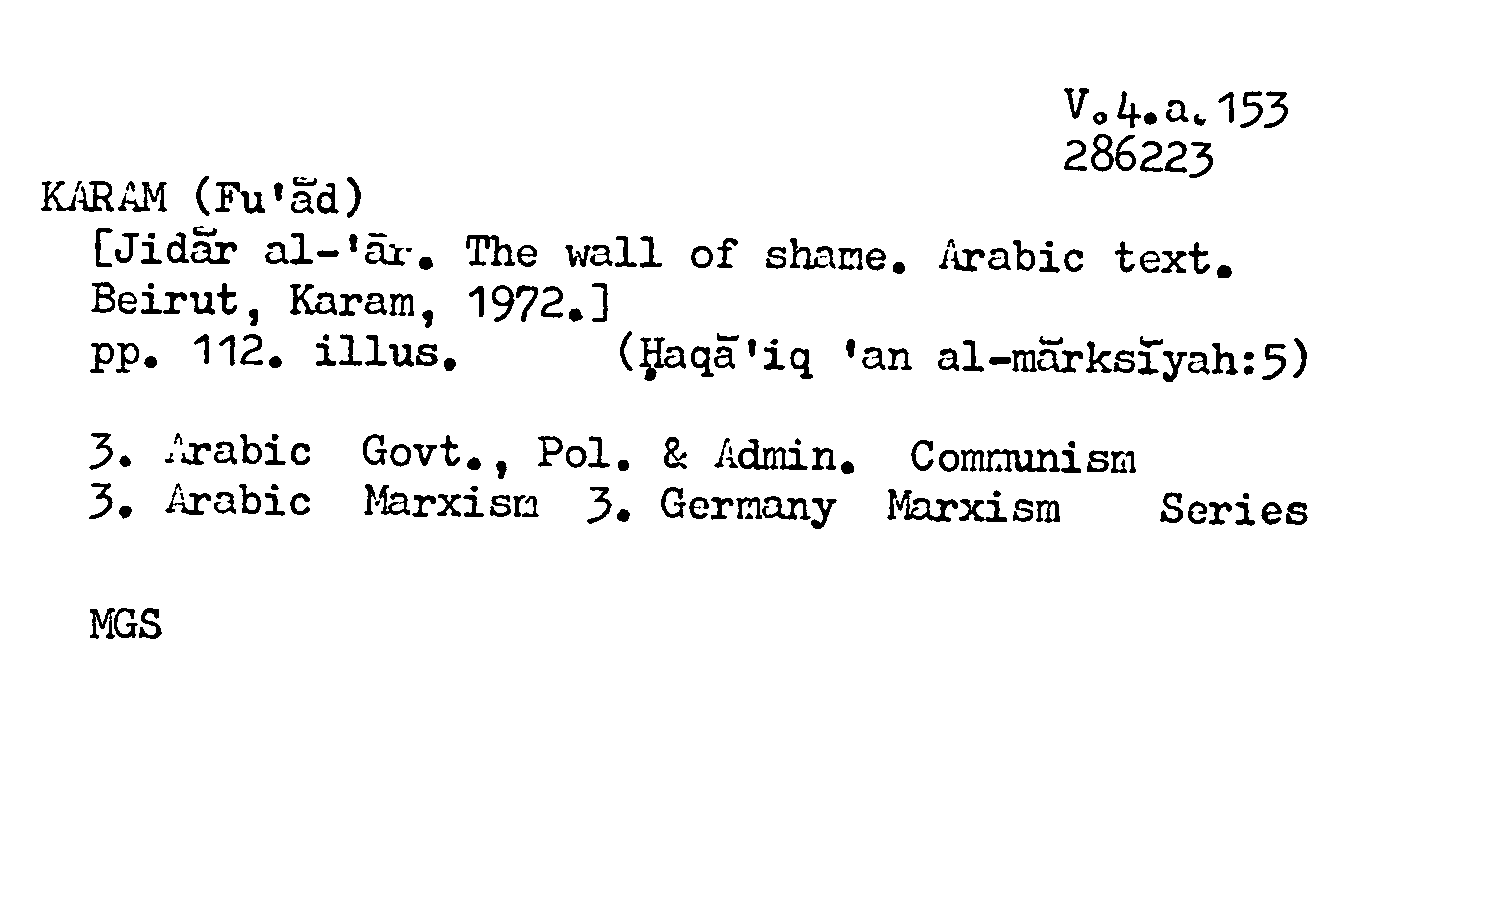 V.4.a.153
286223
KARAM (Fu'ād)
[Jidār al-'ār. The wall of shame. Arabic text.
Beirut, Karam, 1972.]
pp. 112. illus. (Ḥaqā'iq 'an al-mārksīyah:5)
3. Arabic Govt., Pol. & Admin. Communism
3. Arabic Marxism 3. Germany Marxism Series
MGS